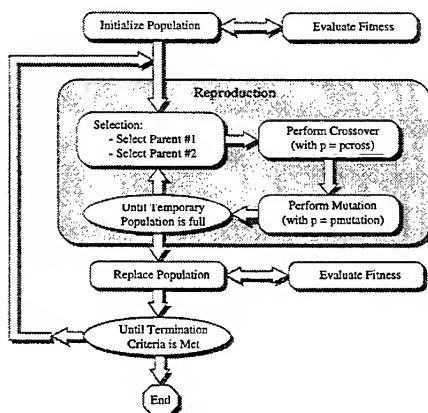 Initialize Population
Evaluate Fitness
Reproduction
Selection:
- Select Parent #1
- Select Parent #2
Perform Crossover
(with p = pcross)
Perform Mutation
(with p = pmutation)
Until Temporary
Population is full
Replace Population
Evaluate Fitness
Until Termination
Criteria is Met
End